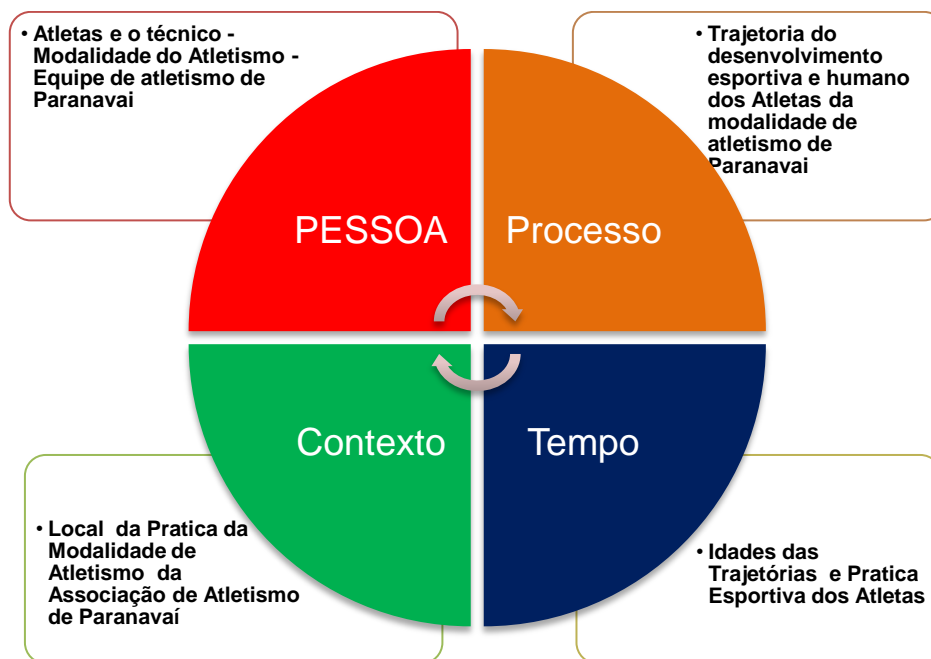 • Atletas e o técnico -
Modalidade do Atletismo -
Equipe de atletismo de
Paranavai
• Trajetoria do
desenvolvimento
esportiva e humano
dos Atletas da
modalidade de
atletismo de
Paranavai
PESSOA
Processo
Contexto
Tempo
• Local da Pratica da
Modalidade de
Atletismo da
Associação de Atletismo
de Paranavaí
• Idades das
Trajetórias e Pratica
Esportiva dos Atletas